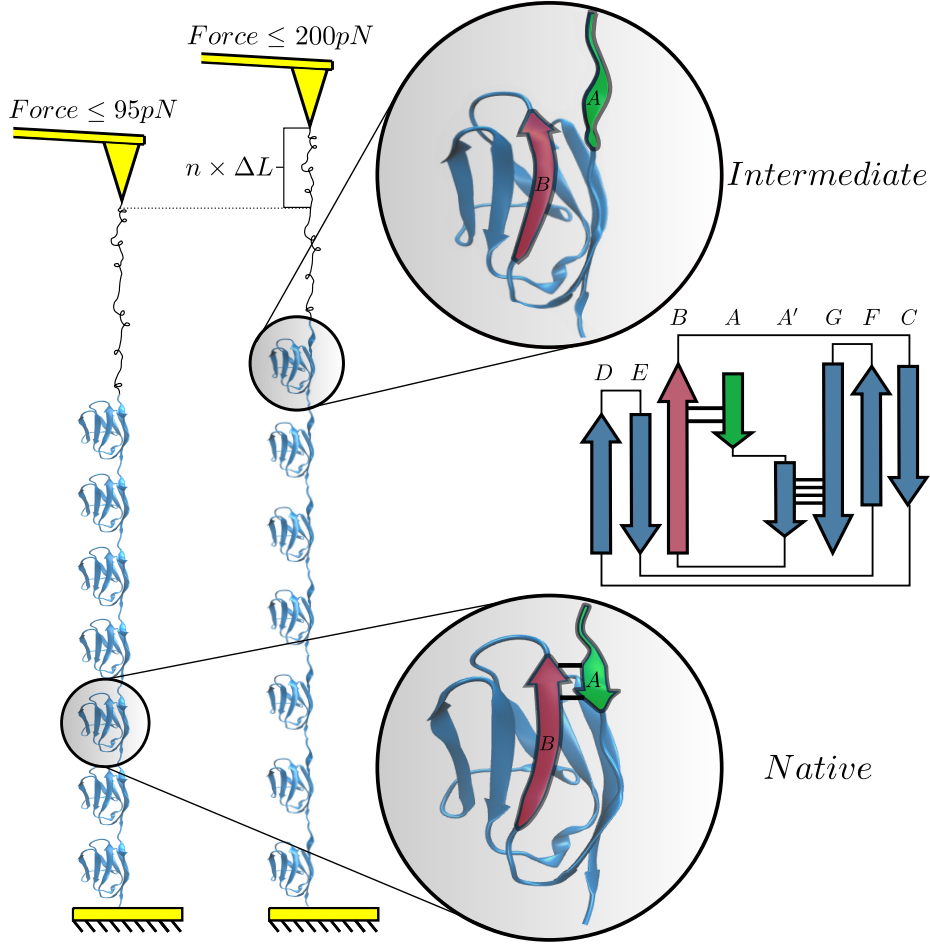 Force ≤ 200pN
Force ≤ 95pN
n × ΔL
A
B
Intermediate
B A A′ G F C
D E
A
B
Native